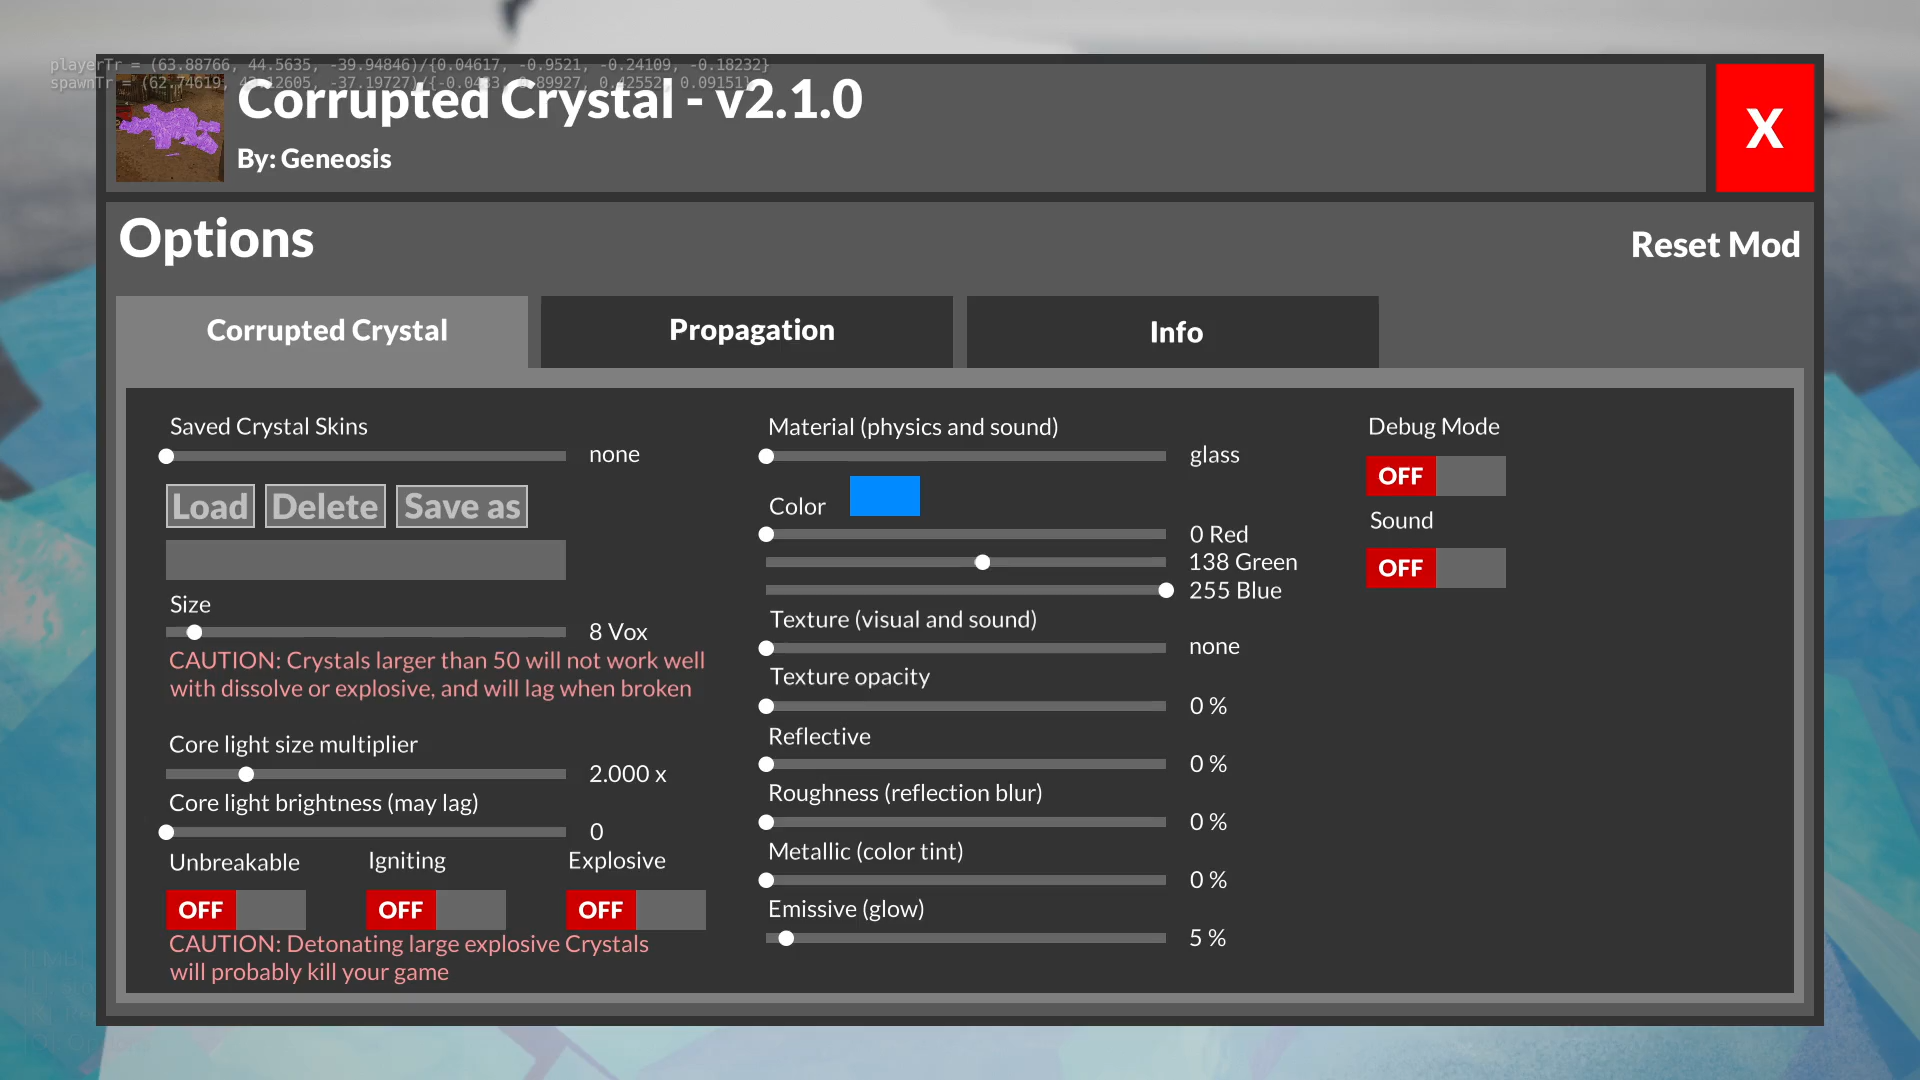 playerTr = (63.88766, 44.5635, -39.94846)/{0.04617, -0.9521, -0.24109, -0.18232}
spawnTr = (62.74619,
Corrupted Crystal - v2.1.0
By: Geneosis
X
Options
Reset Mod
Corrupted Crystal
Propagation
Info
Saved Crystal Skins
none
Load
Delete
Save as
Size
8 Vox
CAUTION: Crystals larger than 50 will not work well
with dissolve or explosive, and will lag when broken
Core light size multiplier
2.000 x
Core light brightness (may lag)
0
Unbreakable
Igniting
Explosive
OFF
OFF
OFF
CAUTION: Detonating large explosive Crystals
will probably kill your game
Material (physics and sound)
glass
Color
0 Red
138 Green
255 Blue
Texture (visual and sound)
none
Texture opacity
0 %
Reflective
0 %
Roughness (reflection blur)
0 %
Metallic (color tint)
0 %
Emissive (glow)
5 %
Debug Mode
OFF
Sound
OFF